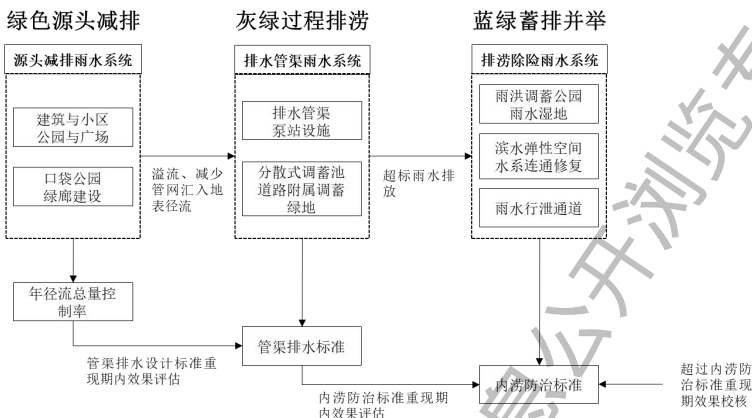 绿色源头减排
灰绿过程排涝
蓝绿蓄排并举
源头减排雨水系统
排水管渠雨水系统
排涝除险雨水系统
建筑与小区
公园与广场
口袋公园
绿廊建设
溢流、减少
管网汇入地
表径流
排水管渠
泵站设施
分散式调蓄池
道路附属调蓄
绿地
超标雨水排
放
雨洪调蓄公园
雨水湿地
滨水弹性空间
水系连通修复
雨水行泄通道
年径流总量控
制率
管渠排水设计标准重
现期内效果评估
管渠排水标准
内涝防治标准重现期
内效果评估
内涝防治标准
超过内涝防
治标准重现
期效果校核
息公开浏览专